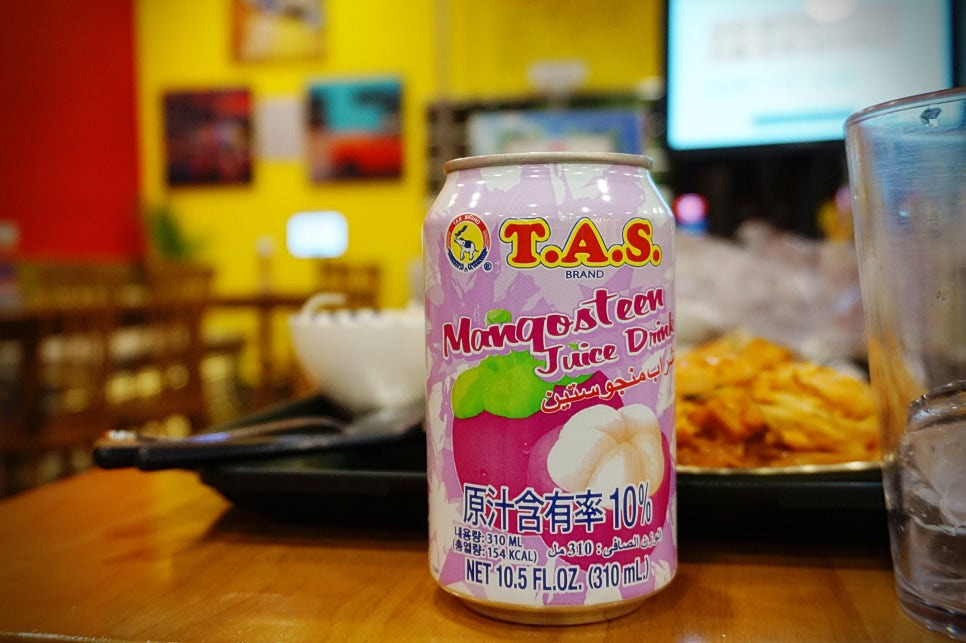 T.A.S.
BRAND
Mangosteen
Juice Drink
شراب منجوستين
原汁含有率 10%
내용량: 310 ML
(총열량: 154 KCAL)
الوزن الصافي: 310 مل
NET 10.5 FL.OZ. (310 mL)